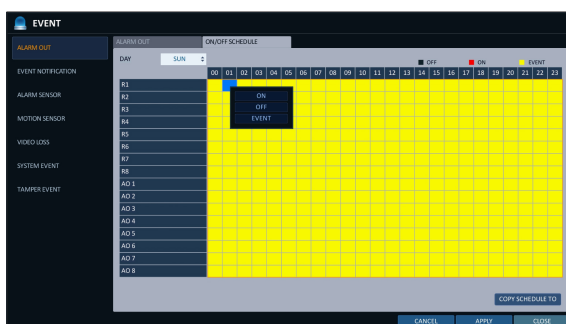 EVENT
ALARM OUT
EVENT NOTIFICATION
ALARM SENSOR
MOTION SENSOR
VIDEO LOSS
SYSTEM EVENT
TAMPER EVENT
ALARM OUT ON/OFF SCHEDULE
DAY SUN
OFF ON EVENT
00 01 02 03 04 05 06 07 08 09 10 11 12 13 14 15 16 17 18 19 20 21 22 23
R1
R2
R3
R4
R5
R6
R7
R8
AO 1
AO 2
AO 3
AO 4
AO 5
AO 6
AO 7
AO 8
ON
OFF
EVENT
COPY SCHEDULE TO
CANCEL APPLY CLOSE